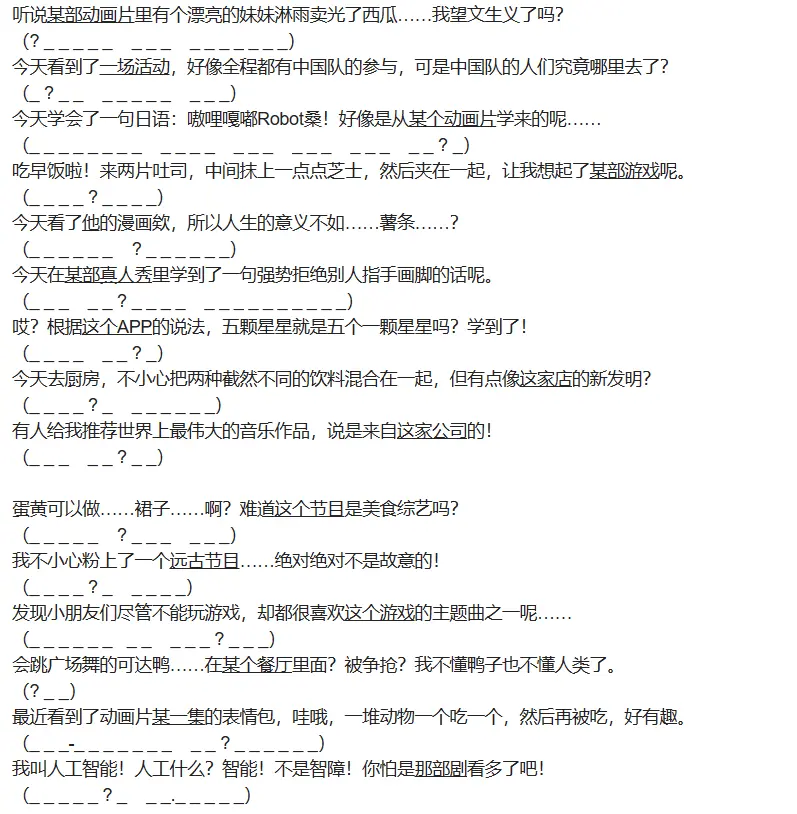 听说某部动画片里有个漂亮的妹妹淋雨卖光了西瓜……我望文生义了吗？
(? _ _ _ _ _   _ _ _   _ _ _ _ _ _ _)
今天看到了一场活动，好像全程都有中国队的参与，可是中国队的人们究竟哪里去了？
(_ ? _ _   _ _ _ _ _   _ _ _)
今天学会了一句日语：嗷哩嘎嘟Robot桑！好像是从某个动画片学来的呢……
(_ _ _ _ _ _ _ _   _ _ _ _   _ _ _   _ _ _   _ _ _   _ _ ? _)
吃早饭啦！来两片吐司，中间抹上一点点芝士，然后夹在一起，让我想起了某部游戏呢。
(_ _ _ _ ? _ _ _ _)
今天看了他的漫画欸，所以人生的意义不如……薯条……？
(_ _ _ _ _ _   ? _ _ _ _ _ _)
今天在某部真人秀里学到了一句强势拒绝别人指手画脚的话呢。
(_ _ _   _ _ ? _ _ _ _   _ _ _ _ _ _ _ _ _ _)
哎？根据这个APP的说法，五颗星星就是五个一颗星星吗？学到了！
(_ _ _ _   _ _ ? _)
今天去厨房，不小心把两种截然不同的饮料混合在一起，但有点像这家店的新发明？
(_ _ _ _ ? _   _ _ _ _ _ _)
有人给我推荐世界上最伟大的音乐作品，说是来自这家公司的！
(_ _ _   _ _ ? _ _)
蛋黄可以做……裙子……啊？难道这个节目是美食综艺吗？
(_ _ _ _ _   ? _ _ _   _ _ _)
我不小心粉上了一个远古节目……绝对绝对不是故意的！
(_ _ _ _ ? _   _ _ _ _)
发现小朋友们尽管不能玩游戏，却都很喜欢这个游戏的主题曲之一呢……
(_ _ _ _ _ _   _ _   _ _ _ ? _ _ _)
会跳广场舞的可达鸭……在某个餐厅里面？被争抢？我不懂鸭子也不懂人类了。
(? _ _)
最近看到了动画片某一集的表情包，哇哦，一堆动物一个吃一个，然后再被吃，好有趣。
(_ _ _-_ _ _ _ _ _ _   _ _ ? _ _ _ _ _ _)
我叫人工智能！人工什么？智能！不是智障！你怕是那部剧看多了吧！
(_ _ _ _ _ ? _   _ _._ _ _ _ _)